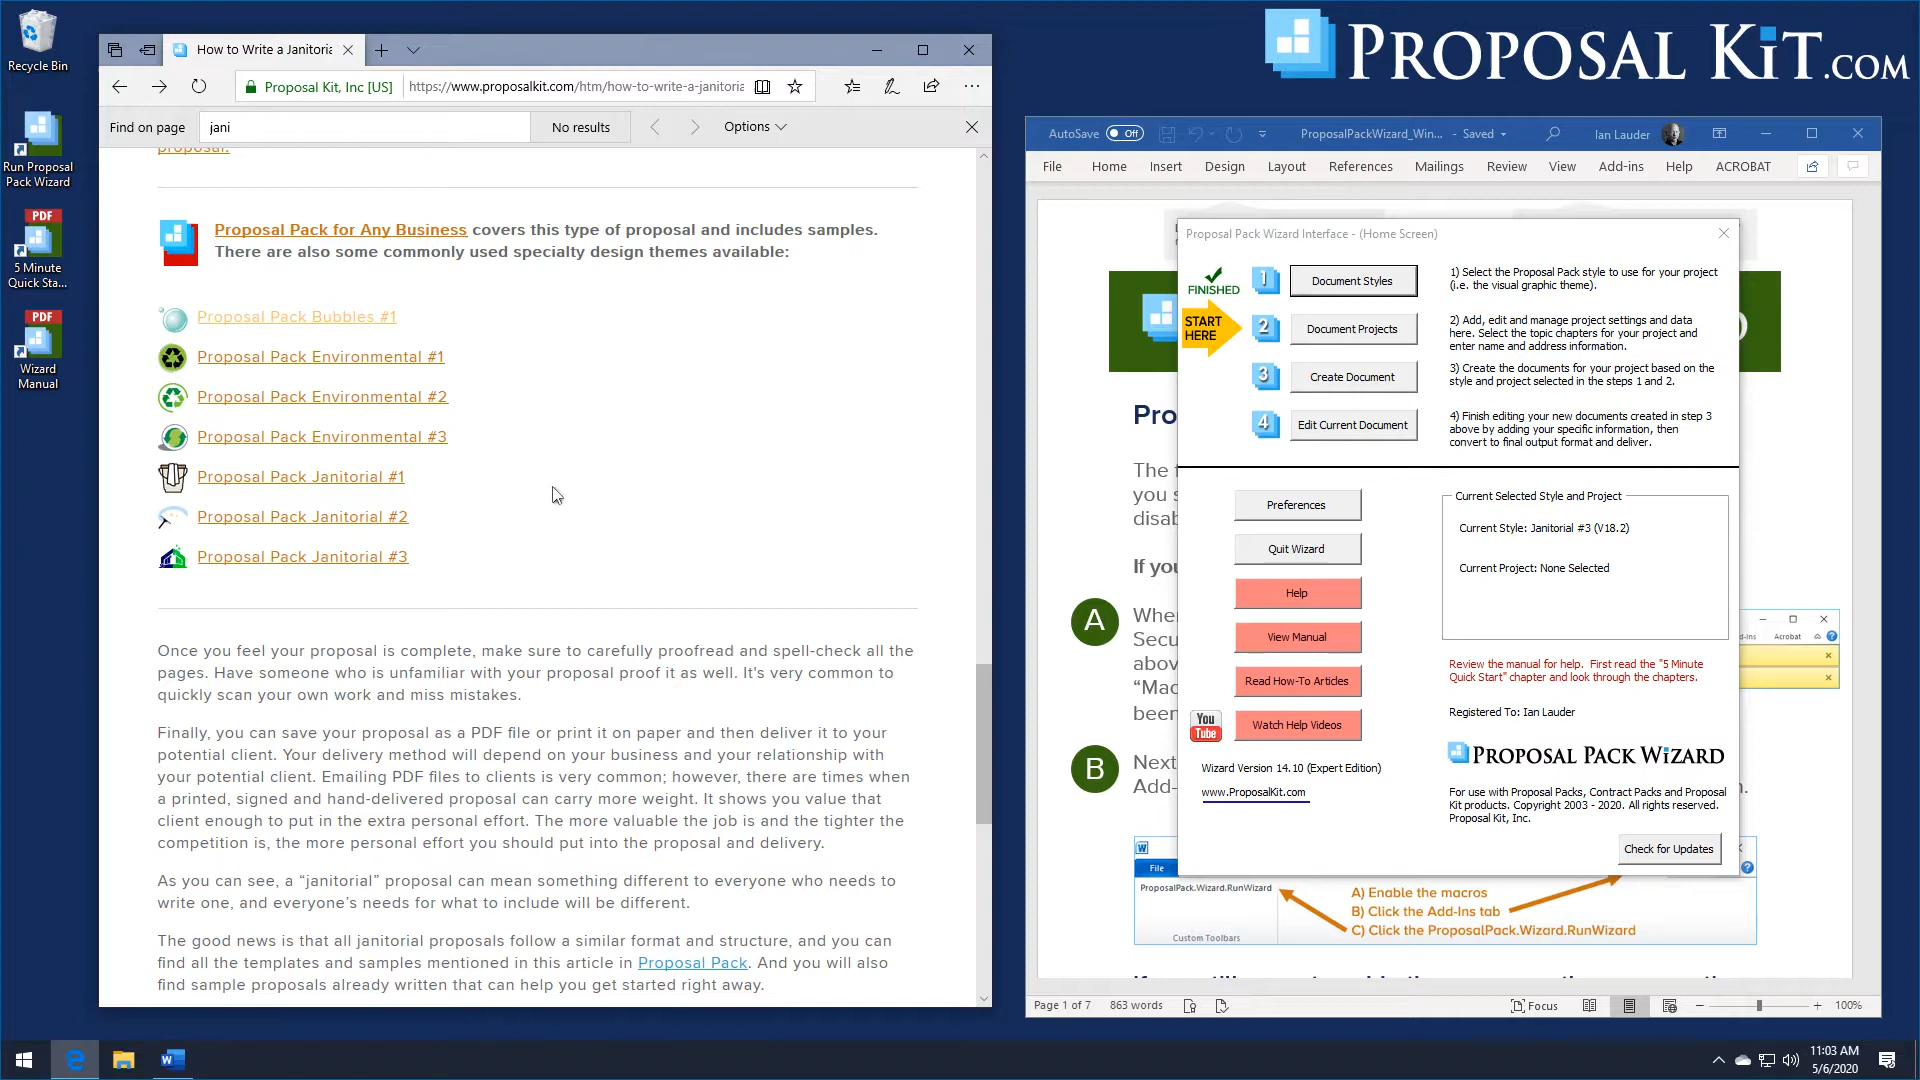 Recycle Bin
Run Proposal
Pack Wizard
PDF
5 Minute
Quick Sta...
PDF
Wizard
Manual
How to Write a Janitoria
Proposal Kit, Inc [US]
https://www.proposalkit.com/htm/how-to-write-a-janitoria
Find on page
jani
No results
Options
proposal.
Proposal Pack for Any Business covers this type of proposal and includes samples.
There are also some commonly used specialty design themes available:
Proposal Pack Bubbles #1
Proposal Pack Environmental #1
Proposal Pack Environmental #2
Proposal Pack Environmental #3
Proposal Pack Janitorial #1
Proposal Pack Janitorial #2
Proposal Pack Janitorial #3
Once you feel your proposal is complete, make sure to carefully proofread and spell-check all the
pages. Have someone who is unfamiliar with your proposal proof it as well. It's very common to
quickly scan your own work and miss mistakes.
Finally, you can save your proposal as a PDF file or print it on paper and then deliver it to your
potential client. Your delivery method will depend on your business and your relationship with
your potential client. Emailing PDF files to clients is very common; however, there are times when
a printed, signed and hand-delivered proposal can carry more weight. It shows you value that
client enough to put in the extra personal effort. The more valuable the job is and the tighter the
competition is, the more personal effort you should put into the proposal and delivery.
As you can see, a “janitorial” proposal can mean something different to everyone who needs to
write one, and everyone’s needs for what to include will be different.
The good news is that all janitorial proposals follow a similar format and structure, and you can
find all the templates and samples mentioned in this article in Proposal Pack. And you will also
find sample proposals already written that can help you get started right away.
PROPOSAL KIT.COM
AutoSave Off
ProposalPackWizard_Win... - Saved
Ian Lauder
File Home Insert Design Layout References Mailings Review View Add-ins Help ACROBAT
Proposal Pack Wizard Interface - (Home Screen)
FINISHED
1
Document Styles
1) Select the Proposal Pack style to use for your project
(i.e. the visual graphic theme).
START
HERE
2
Document Projects
2) Add, edit and manage project settings and data
here. Select the topic chapters for your project and
enter name and address information.
3
Create Document
3) Create the documents for your project based on the
style and project selected in the steps 1 and 2.
4
Edit Current Document
4) Finish editing your new documents created in step 3
above by adding your specific information, then
convert to final output format and deliver.
Preferences
Quit Wizard
Help
View Manual
Read How-To Articles
You
Tube
Watch Help Videos
Wizard Version 14.10 (Expert Edition)
www.ProposalKit.com
Current Selected Style and Project
Current Style: Janitorial #3 (V18.2)
Current Project: None Selected
Review the manual for help. First read the "5 Minute
Quick Start" chapter and look through the chapters.
Registered To: Ian Lauder
PROPOSAL PACK WIZARD
For use with Proposal Packs, Contract Packs and Proposal
Kit products. Copyright 2003 - 2020. All rights reserved.
Proposal Kit, Inc.
Check for Updates
Pro
The
you s
disab
If you
A
When
Secu
above
“Mac
been
B
Next
Add-
Acrobat
File
ProposalPack.Wizard.RunWizard
Custom Toolbars
A) Enable the macros
B) Click the Add-Ins tab
C) Click the ProposalPack.Wizard.RunWizard
Page 1 of 7
863 words
Focus
100%
11:03 AM
5/6/2020